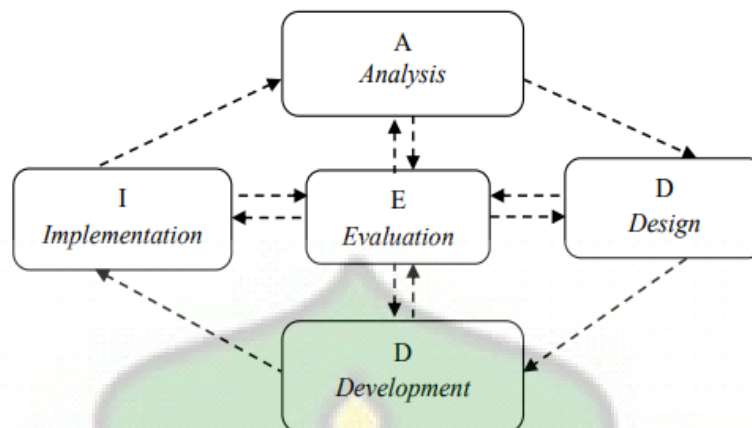 A
Analysis
I
Implementation
E
Evaluation
D
Design
D
Development